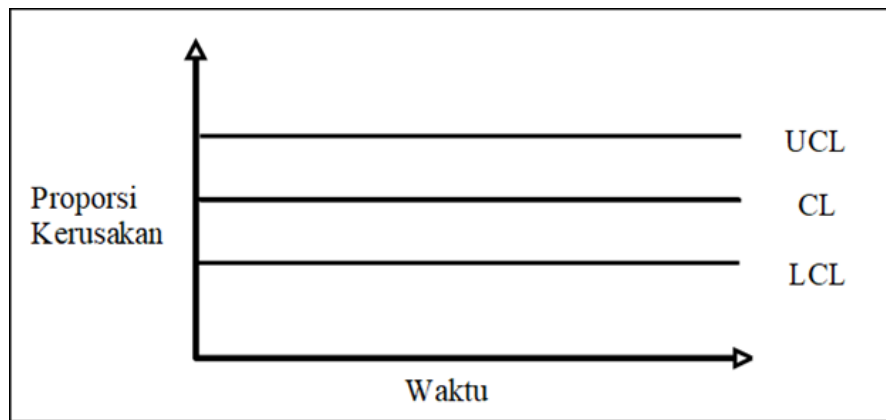 UCL
Proporsi
Kerusakan
CL
LCL
Waktu